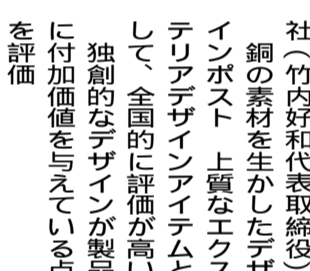 社（竹内好和代表取締役）
銅の素材を生かしたデザ
インポスト　上質なエクス
テリアデザインアイテムと
して、全国的に評価が高い
独創的なデザインが製品
に付加価値を与えている点
を評価